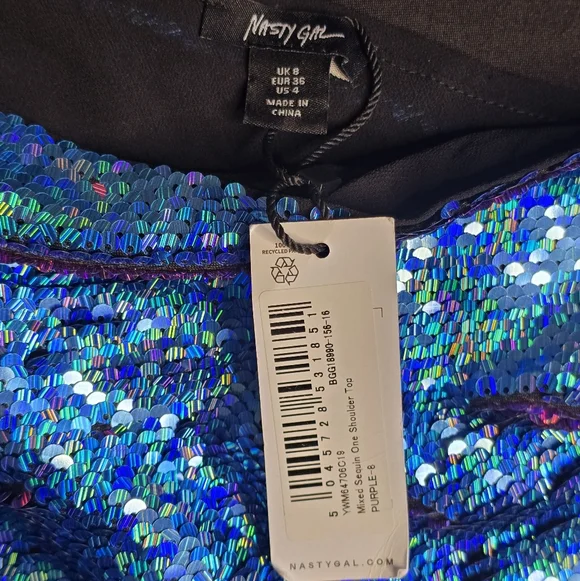 NASTY GAL
UK 8
EUR 36
US 4
MADE IN
CHINA
RECYCLED
BGG18990-156-16
5 045728 531851
YWM64706C19
Mixed Sequin One Shoulder Top
PURPLE-8
NASTYGAL.COM